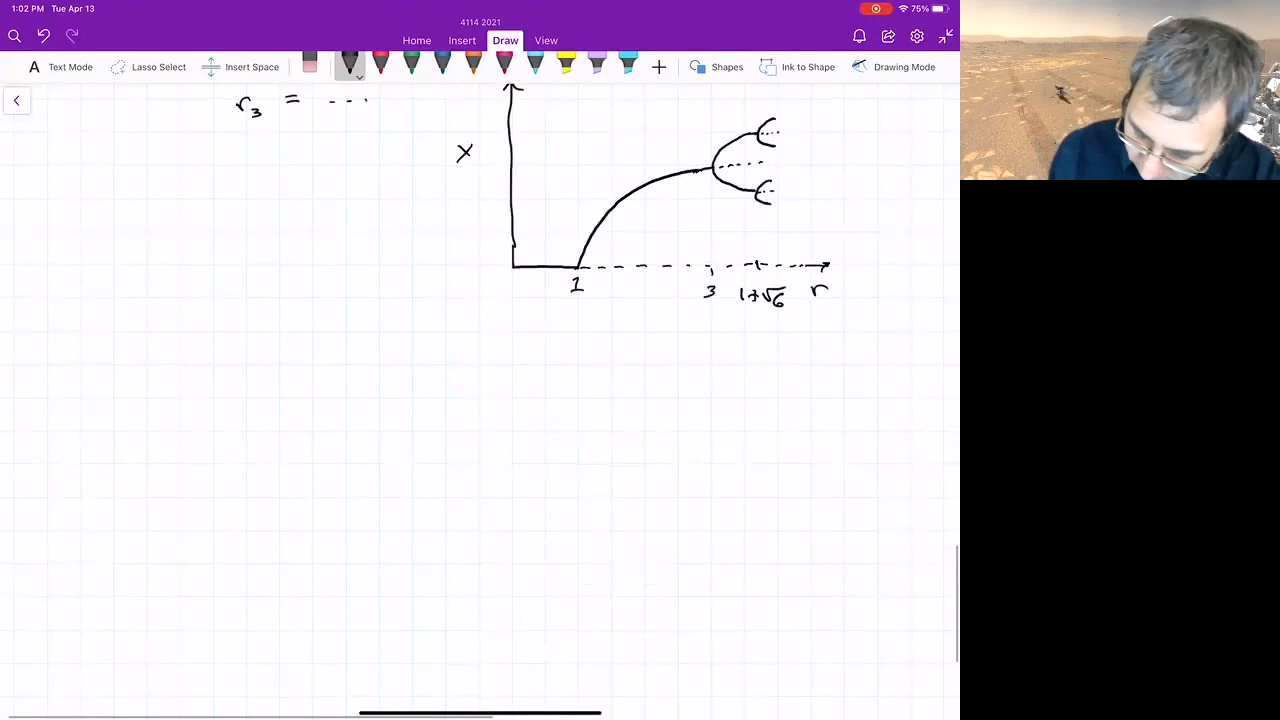 1:02 PM Tue Apr 13
75%
4114 2021
Home Insert Draw View
A Text Mode Lasso Select Insert Space Shapes Ink to Shape Drawing Mode
r₃ = ...
x
1 3 1+√6 r